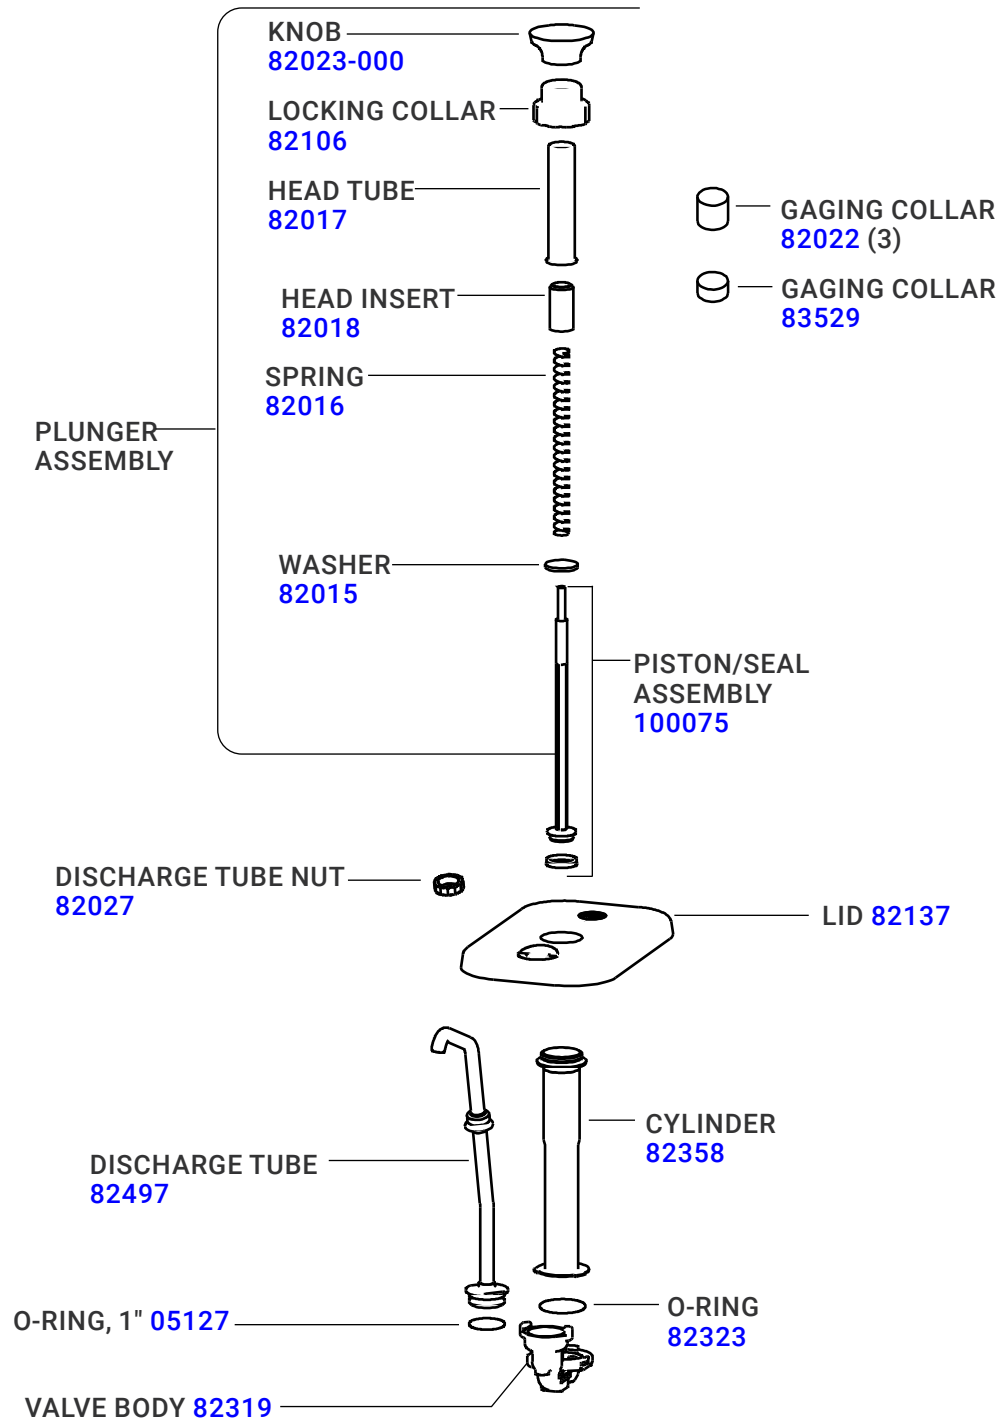 KNOB
82023-000
LOCKING COLLAR
82106
HEAD TUBE
82017
GAGING COLLAR
82022 (3)
HEAD INSERT
82018
GAGING COLLAR
83529
SPRING
82016
PLUNGER
ASSEMBLY
WASHER
82015
PISTON/SEAL
ASSEMBLY
100075
DISCHARGE TUBE NUT
82027
LID 82137
CYLINDER
82358
DISCHARGE TUBE
82497
O-RING, 1" 05127
O-RING
82323
VALVE BODY 82319